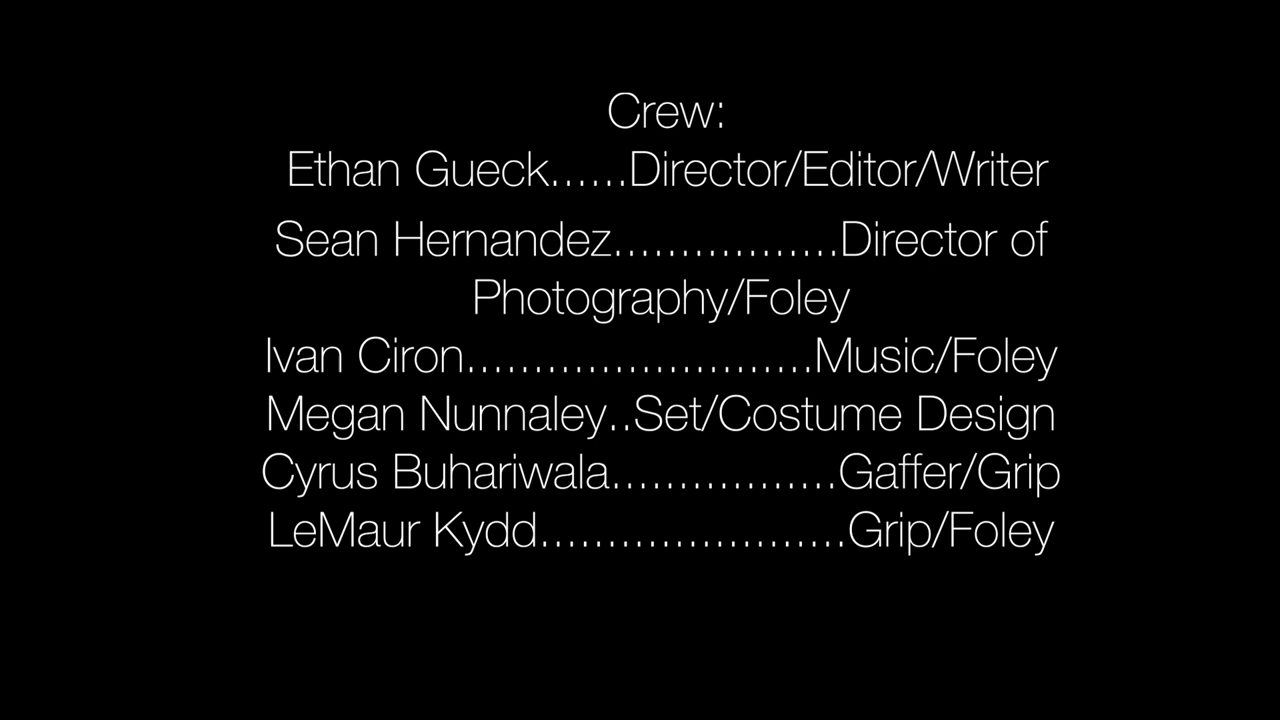 Crew:
Ethan Gueck......Director/Editor/Writer
Sean Hernandez.................Director of
Photography/Foley
Ivan Ciron..........................Music/Foley
Megan Nunnaley..Set/Costume Design
Cyrus Buhariwala.................Gaffer/Grip
LeMaur Kydd.......................Grip/Foley